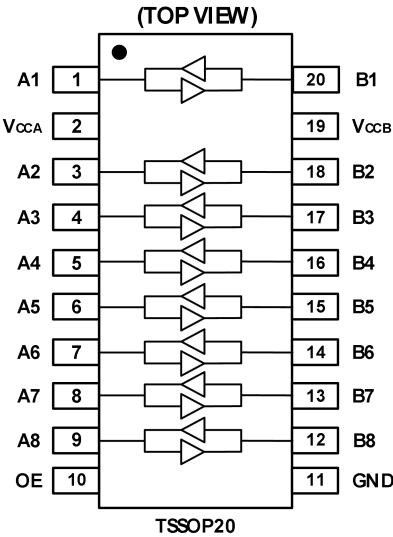 (TOP VIEW)
A1 1 20 B1
VCCA 2 19 VCCB
A2 3 18 B2
A3 4 17 B3
A4 5 16 B4
A5 6 15 B5
A6 7 14 B6
A7 8 13 B7
A8 9 12 B8
OE 10 11 GND
TSSOP20